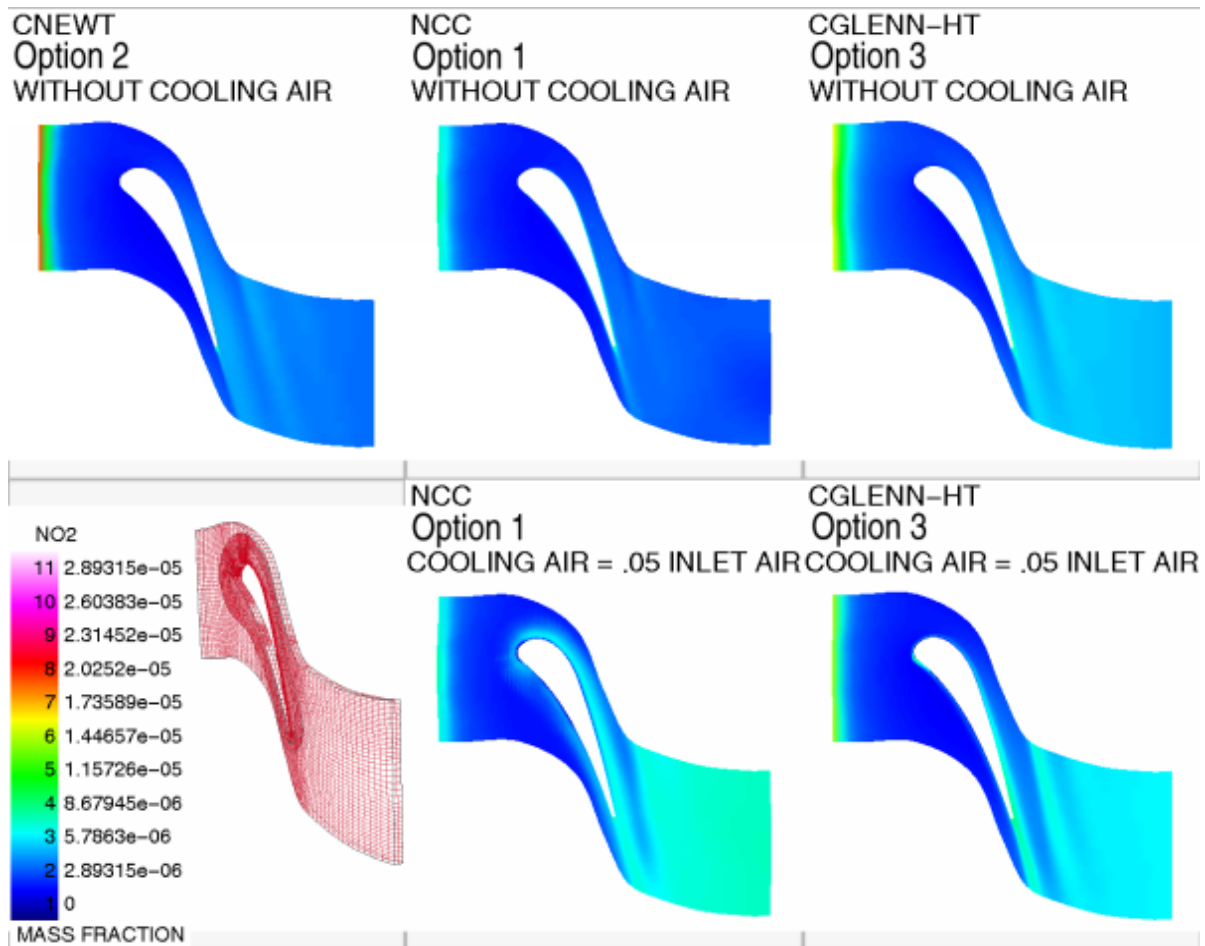 CNEWT
Option 2
WITHOUT COOLING AIR
NCC
Option 1
WITHOUT COOLING AIR
CGLENN-HT
Option 3
WITHOUT COOLING AIR
NO2
11 2.89315e-05
10 2.60383e-05
9 2.31452e-05
8 2.0252e-05
7 1.73589e-05
6 1.44657e-05
5 1.15726e-05
4 8.67945e-06
3 5.7863e-06
2 2.89315e-06
1 0
MASS FRACTION
NCC
Option 1
COOLING AIR = .05 INLET AIR
CGLENN-HT
Option 3
COOLING AIR = .05 INLET AIR